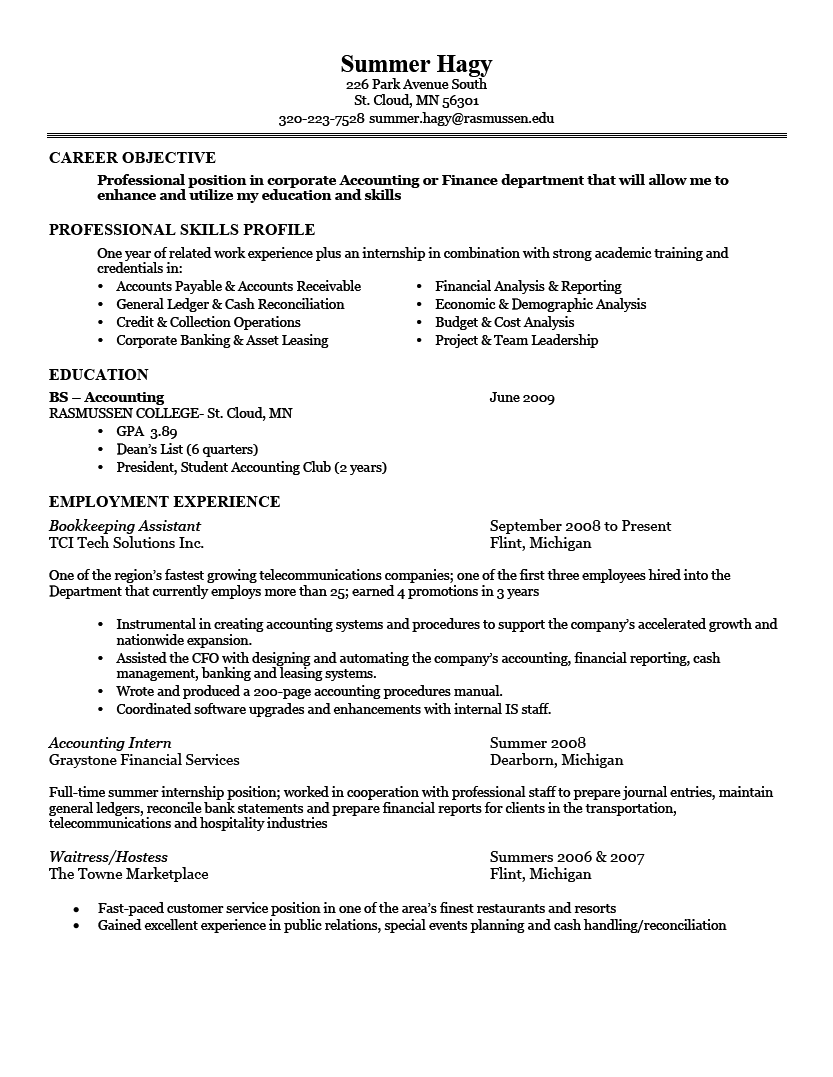 Summer Hagy
226 Park Avenue South
St. Cloud, MN 56301
320-223-7528 summer.hagy@rasmussen.edu
CAREER OBJECTIVE
Professional position in corporate Accounting or Finance department that will allow me to
enhance and utilize my education and skills
PROFESSIONAL SKILLS PROFILE
One year of related work experience plus an internship in combination with strong academic training and
credentials in:
• Accounts Payable & Accounts Receivable
• General Ledger & Cash Reconciliation
• Credit & Collection Operations
• Corporate Banking & Asset Leasing
• Financial Analysis & Reporting
• Economic & Demographic Analysis
• Budget & Cost Analysis
• Project & Team Leadership
EDUCATION
BS – Accounting June 2009
RASMUSSEN COLLEGE- St. Cloud, MN
• GPA 3.89
• Dean's List (6 quarters)
• President, Student Accounting Club (2 years)
EMPLOYMENT EXPERIENCE
Bookkeeping Assistant September 2008 to Present
TCI Tech Solutions Inc. Flint, Michigan
One of the region's fastest growing telecommunications companies; one of the first three employees hired into the
Department that currently employs more than 25; earned 4 promotions in 3 years
• Instrumental in creating accounting systems and procedures to support the company's accelerated growth and
nationwide expansion.
• Assisted the CFO with designing and automating the company's accounting, financial reporting, cash
management, banking and leasing systems.
• Wrote and produced a 200-page accounting procedures manual.
• Coordinated software upgrades and enhancements with internal IS staff.
Accounting Intern Summer 2008
Graystone Financial Services Dearborn, Michigan
Full-time summer internship position; worked in cooperation with professional staff to prepare journal entries, maintain
general ledgers, reconcile bank statements and prepare financial reports for clients in the transportation,
telecommunications and hospitality industries
Waitress/Hostess Summers 2006 & 2007
The Towne Marketplace Flint, Michigan
• Fast-paced customer service position in one of the area's finest restaurants and resorts
• Gained excellent experience in public relations, special events planning and cash handling/reconciliation